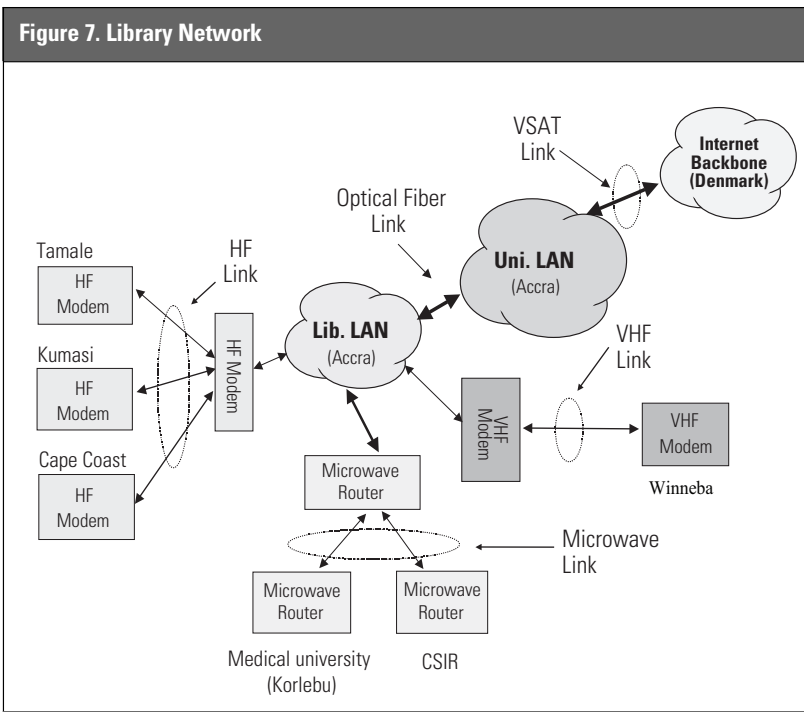 Figure 7. Library Network
VSAT
Link
Internet
Backbone
(Denmark)
Optical Fiber
Link
Uni. LAN
(Accra)
HF
Link
Tamale
HF
Modem
Kumasi
HF
Modem
Cape Coast
HF
Modem
HF Modem
Lib. LAN
(Accra)
VHF
Link
VHF
Modem
VHF
Modem
Winneba
Microwave
Router
Microwave
Link
Microwave
Router
Medical university
(Korlebu)
Microwave
Router
CSIR